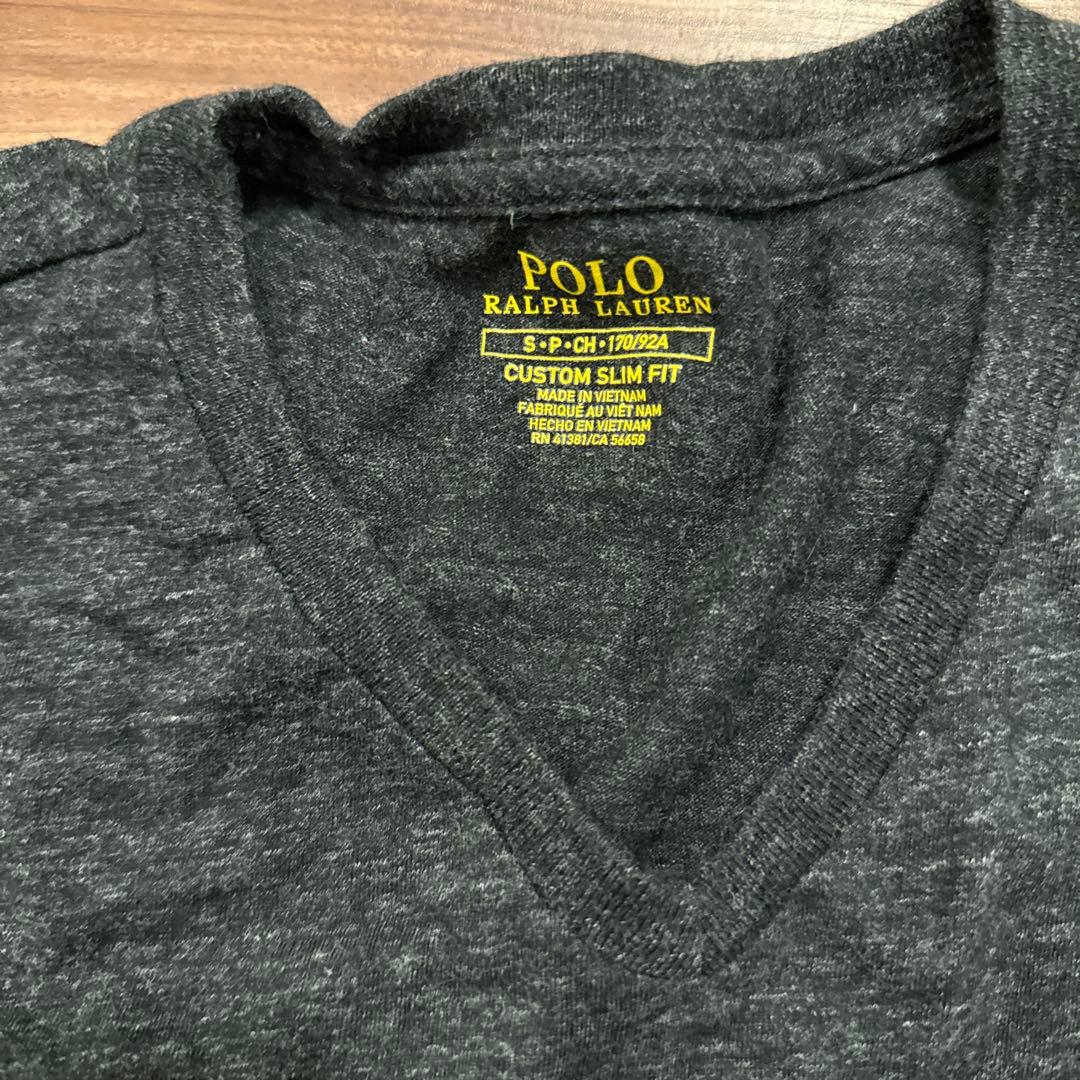 POLO
RALPH LAUREN
S•P•CH•170/92A
CUSTOM SLIM FIT
MADE IN VIETNAM
FABRIQUÉ AU VIÊT NAM
HECHO EN VIETNAM
RN 41381/CA 56658